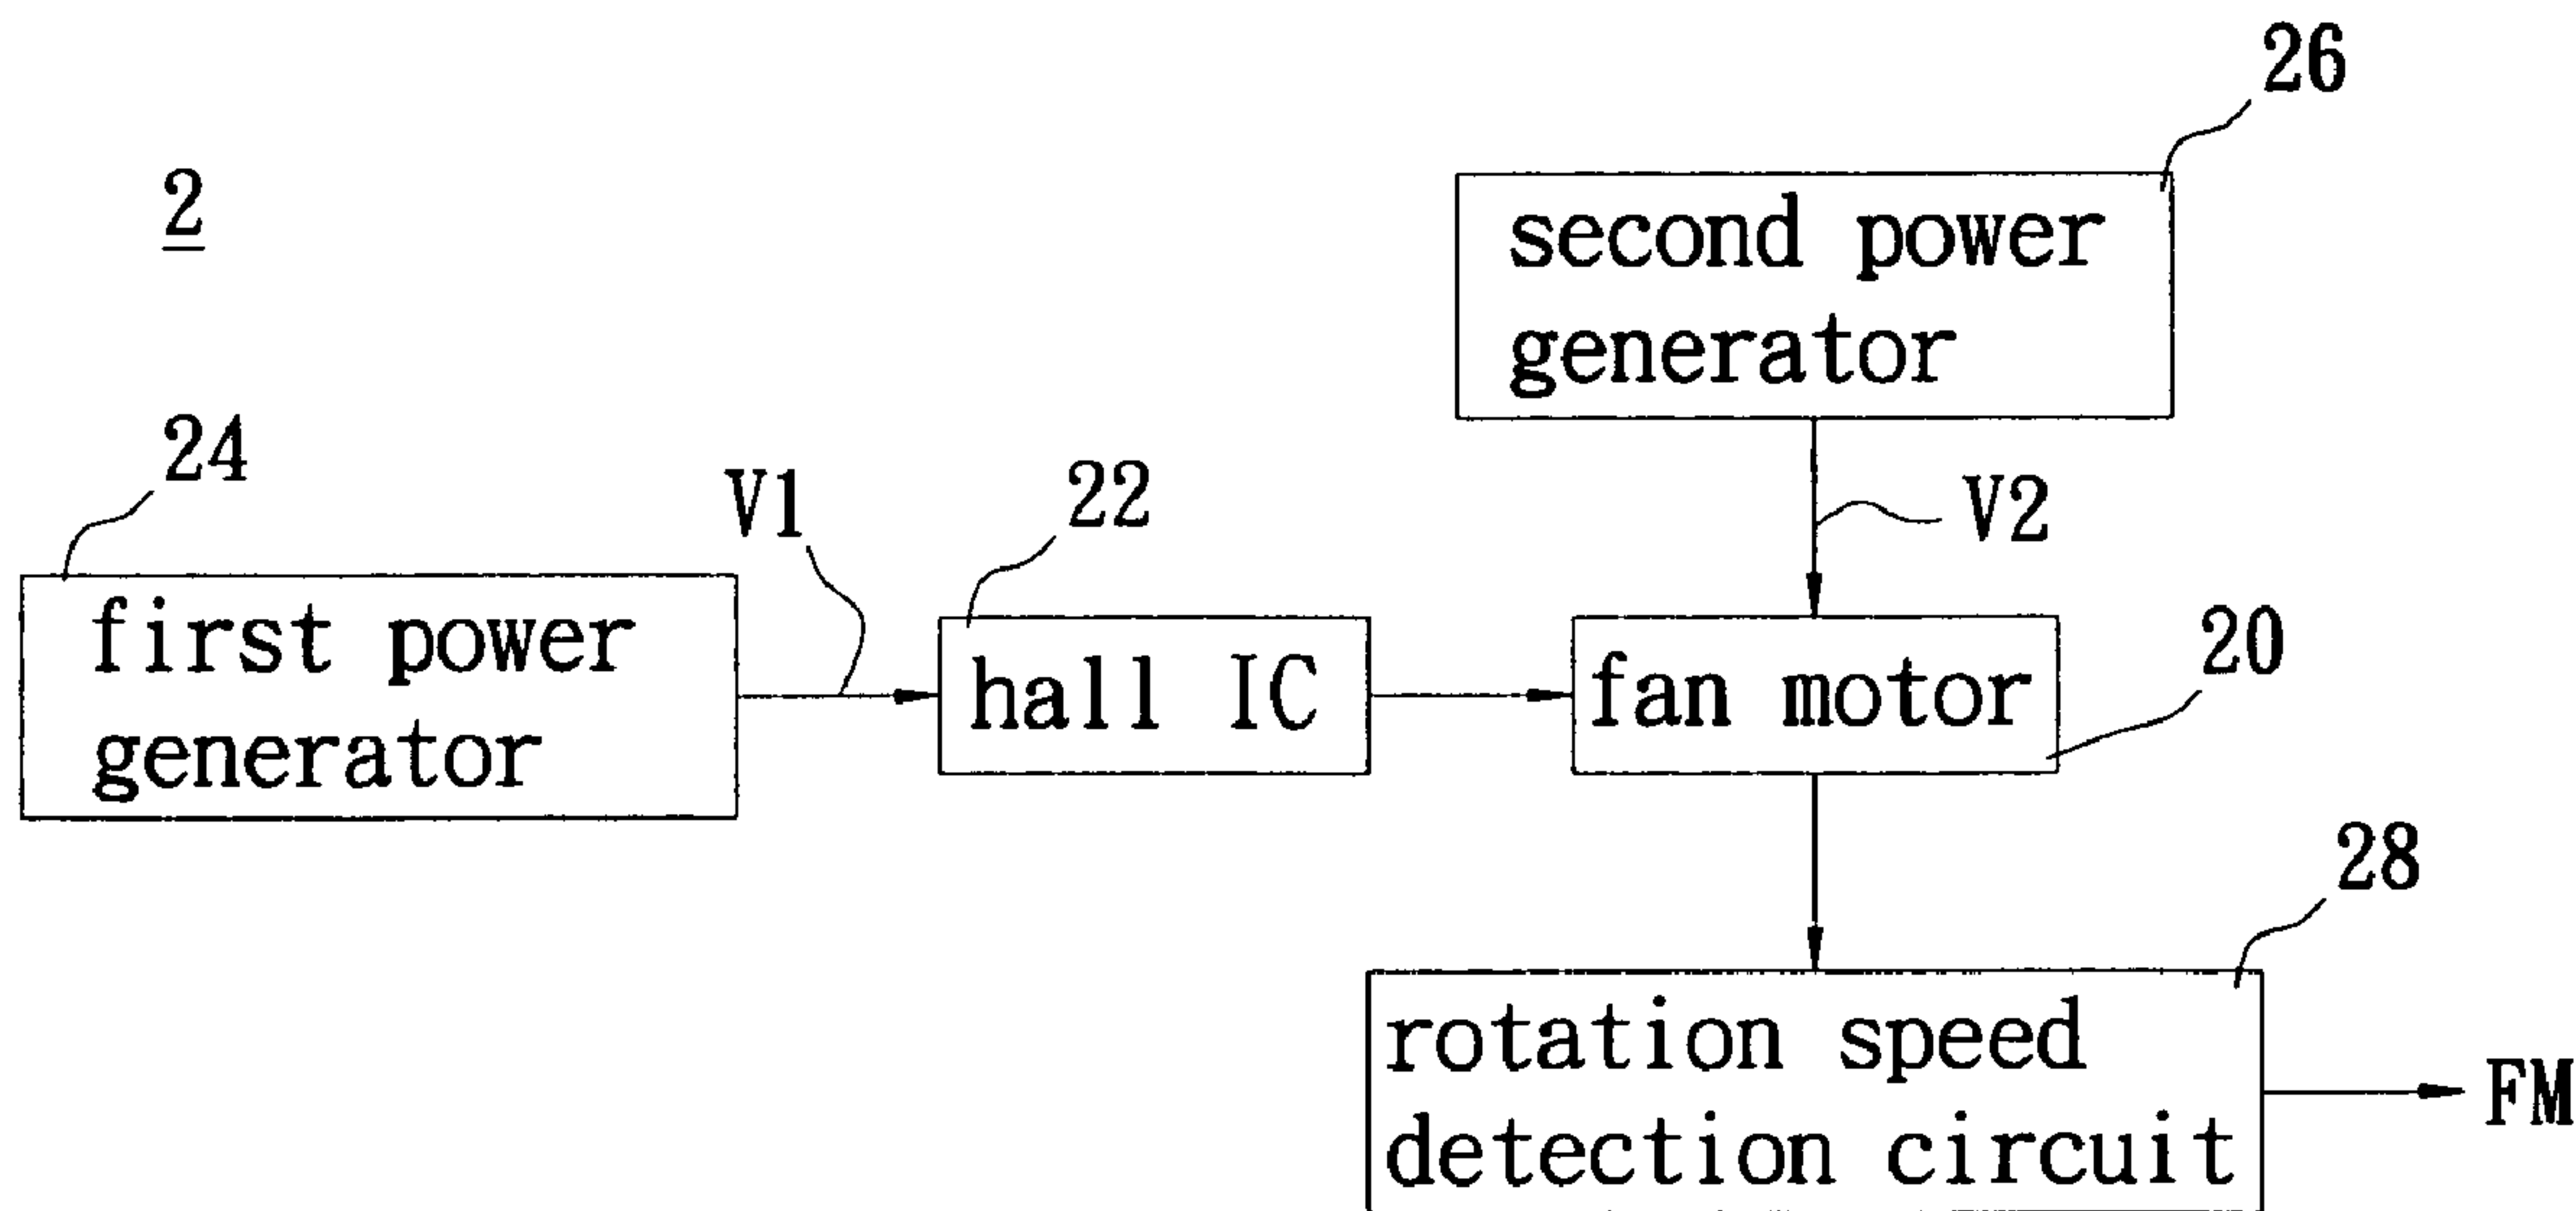 26
2
second power
generator
24
V1
22
V2
first power
generator
hall IC
fan motor
20
28
rotation speed
detection circuit
FM